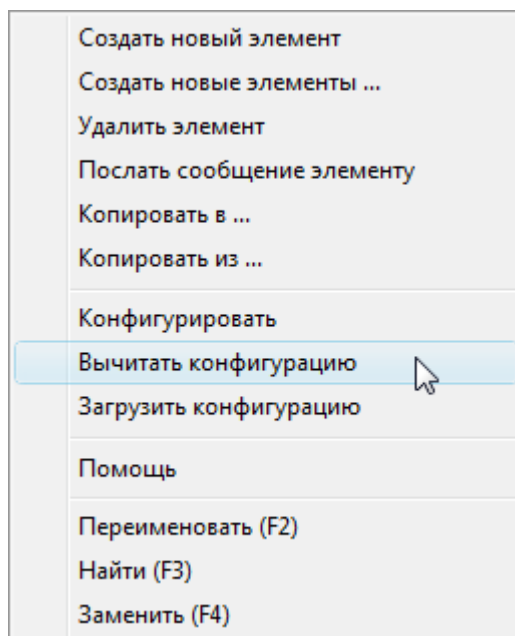 Создать новый элемент
Создать новые элементы ...
Удалить элемент
Послать сообщение элементу
Копировать в ...
Копировать из ...
Конфигурировать
Вычитать конфигурацию
Загрузить конфигурацию
Помощь
Переименовать (F2)
Найти (F3)
Заменить (F4)